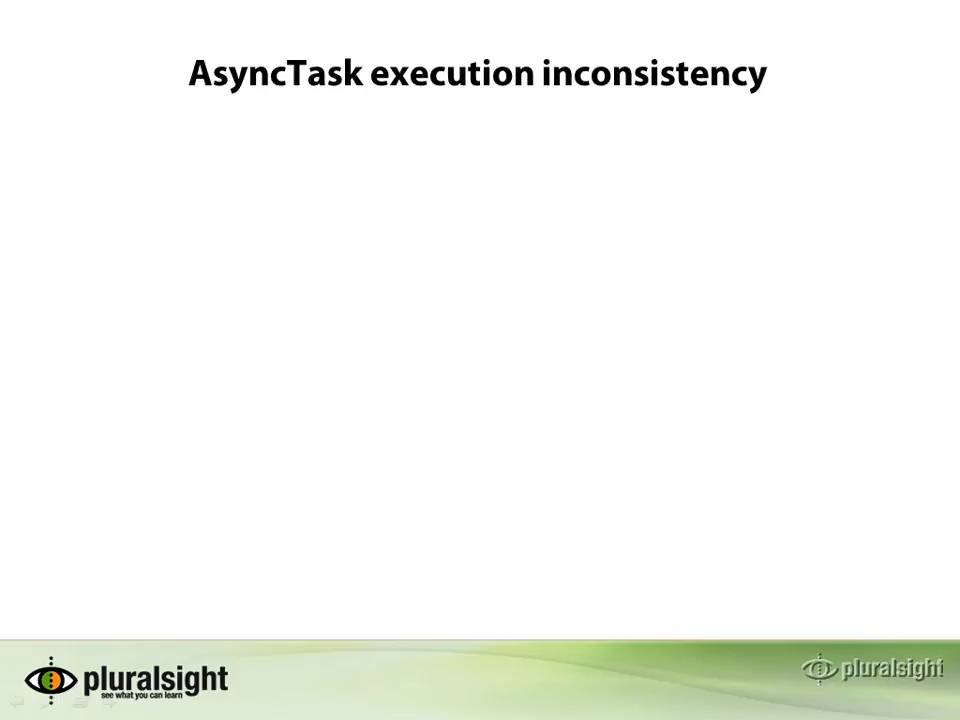 AsyncTask execution inconsistency
pluralsight
see what you can learn
pluralsight